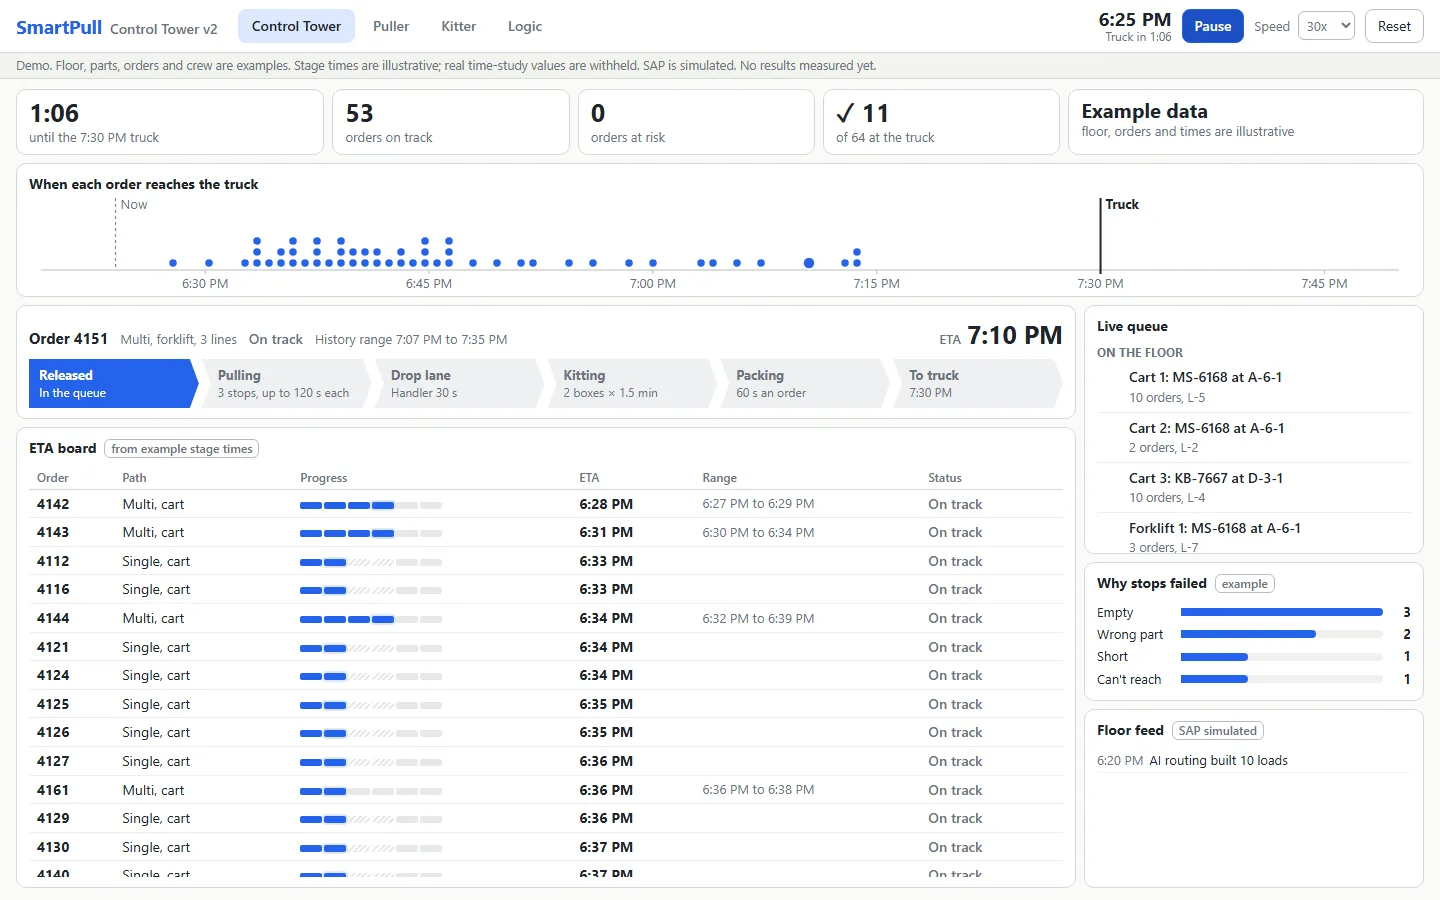 SmartPull Control Tower v2 Control Tower Puller Kitter Logic 6:25 PM Truck in 1:06 Pause Speed 30x Reset
Demo. Floor, parts, orders and crew are examples. Stage times are illustrative; real time-study values are withheld. SAP is simulated. No results measured yet.
1:06
until the 7:30 PM truck
53
orders on track
0
orders at risk
✓ 11
of 64 at the truck
Example data
floor, orders and times are illustrative
When each order reaches the truck
Now
Truck
6:30 PM 6:45 PM 7:00 PM 7:15 PM 7:30 PM 7:45 PM
Order 4151 Multi, forklift, 3 lines On track History range 7:07 PM to 7:35 PM ETA 7:10 PM
Released
In the queue
Pulling
3 stops, up to 120 s each
Drop lane
Handler 30 s
Kitting
2 boxes × 1.5 min
Packing
60 s an order
To truck
7:30 PM
ETA board from example stage times
Order Path Progress ETA Range Status
4142 Multi, cart 6:28 PM 6:27 PM to 6:29 PM On track
4143 Multi, cart 6:31 PM 6:30 PM to 6:34 PM On track
4112 Single, cart 6:33 PM On track
4116 Single, cart 6:33 PM On track
4144 Multi, cart 6:34 PM 6:32 PM to 6:39 PM On track
4121 Single, cart 6:34 PM On track
4124 Single, cart 6:34 PM On track
4125 Single, cart 6:35 PM On track
4126 Single, cart 6:35 PM On track
4127 Single, cart 6:36 PM On track
4161 Multi, cart 6:36 PM 6:36 PM to 6:38 PM On track
4129 Single, cart 6:36 PM On track
4130 Single, cart 6:37 PM On track
4140 Single, cart 6:37 PM On track
Live queue
ON THE FLOOR
Cart 1: MS-6168 at A-6-1
10 orders, L-5
Cart 2: MS-6168 at A-6-1
2 orders, L-2
Cart 3: KB-7667 at D-3-1
10 orders, L-4
Forklift 1: MS-6168 at A-6-1
3 orders, L-7
Why stops failed example
Empty 3
Wrong part 2
Short 1
Can't reach 1
Floor feed SAP simulated
6:20 PM AI routing built 10 loads